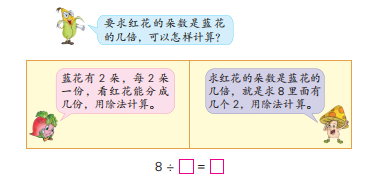 要求红花的朵数是蓝花
的几倍，可以怎样计算？
蓝花有 2 朵，每 2 朵
一份，看红花能分成
几份，用除法计算。
求红花的朵数是蓝花的
几倍，就是求 8 里面有
几个 2，用除法计算。
8 ÷ □ = □